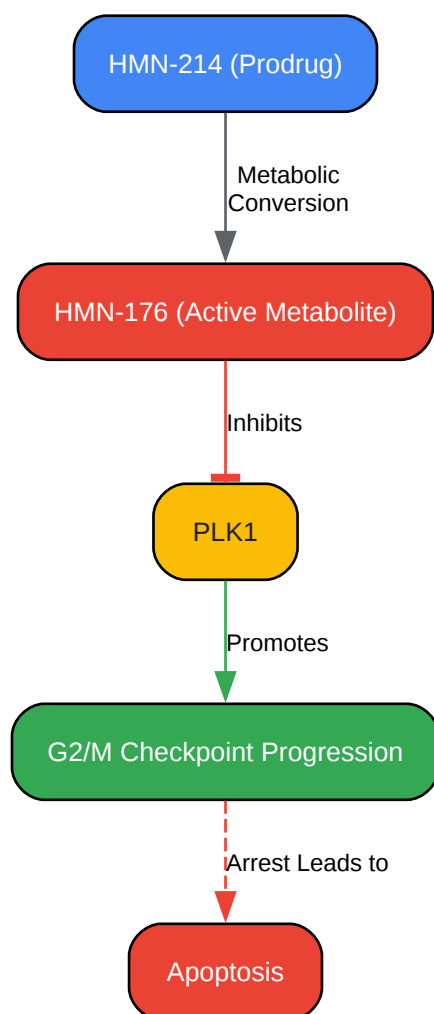 HMN-214 (Prodrug)
Metabolic
Conversion
HMN-176 (Active Metabolite)
Inhibits
PLK1
Promotes
G2/M Checkpoint Progression
Arrest Leads to
Apoptosis